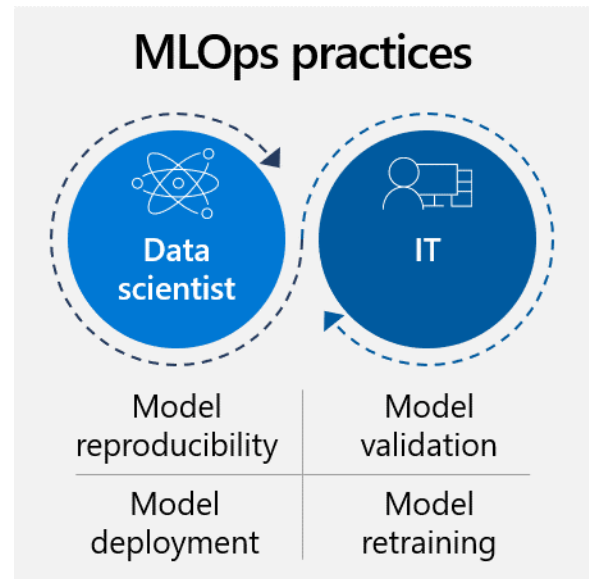 MLOps practices
Data
scientist
IT
Model
reproducibility
Model
validation
Model
deployment
Model
retraining